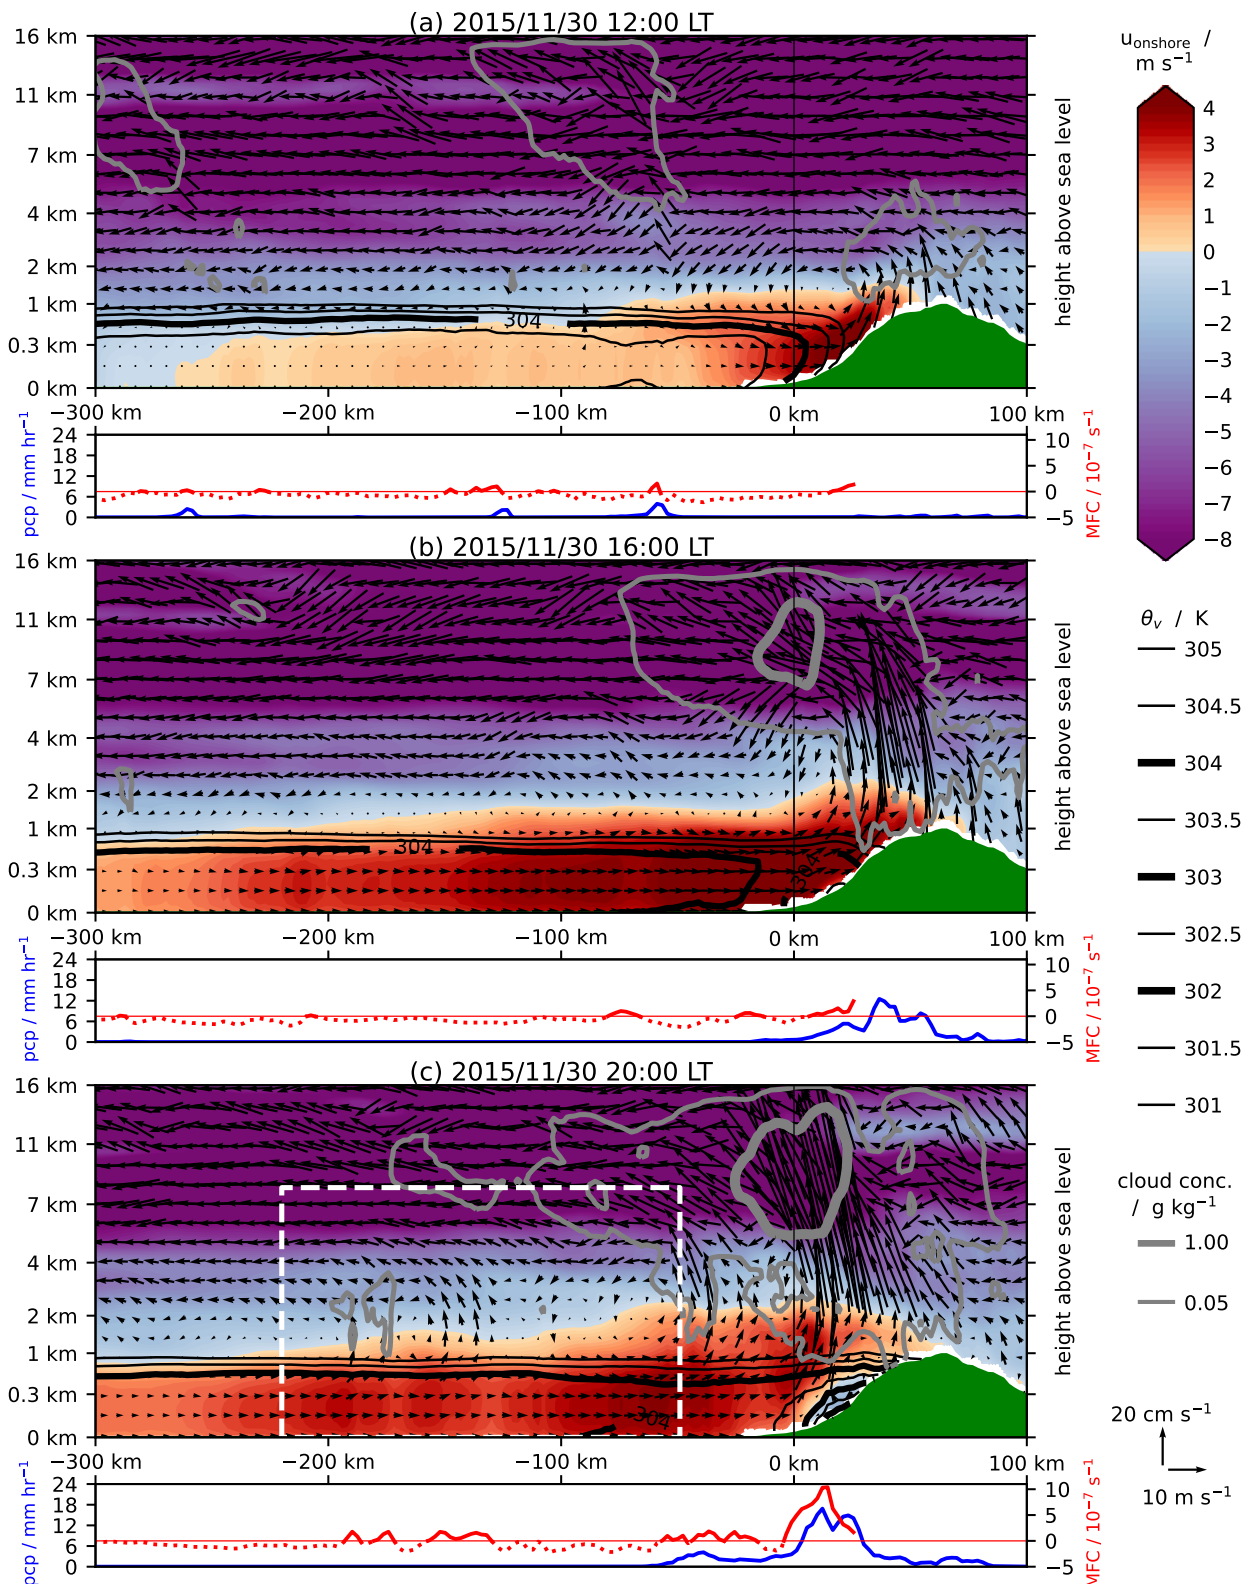 (a) 2015/11/30 12:00 LT
16 km
11 km
7 km
4 km
2 km
1 km
0.3 km
0 km
304
height above sea level
−300 km −200 km −100 km 0 km 100 km
pcp / mm hr⁻¹
24
18
12
6
0
10
5
0
−5
MFC / 10⁻⁷ s⁻¹
(b) 2015/11/30 16:00 LT
16 km
11 km
7 km
4 km
2 km
1 km
0.3 km
0 km
304
304
height above sea level
−300 km −200 km −100 km 0 km 100 km
pcp / mm hr⁻¹
24
18
12
6
0
10
5
0
−5
MFC / 10⁻⁷ s⁻¹
(c) 2015/11/30 20:00 LT
16 km
11 km
7 km
4 km
2 km
1 km
0.3 km
0 km
304
height above sea level
−300 km −200 km −100 km 0 km 100 km
pcp / mm hr⁻¹
24
18
12
6
0
10
5
0
−5
MFC / 10⁻⁷ s⁻¹
u_onshore /
m s⁻¹
4
3
2
1
0
−1
−2
−3
−4
−5
−6
−7
−8
θᵥ / K
305
304.5
304
303.5
303
302.5
302
301.5
301
cloud conc.
/ g kg⁻¹
1.00
0.05
20 cm s⁻¹
10 m s⁻¹